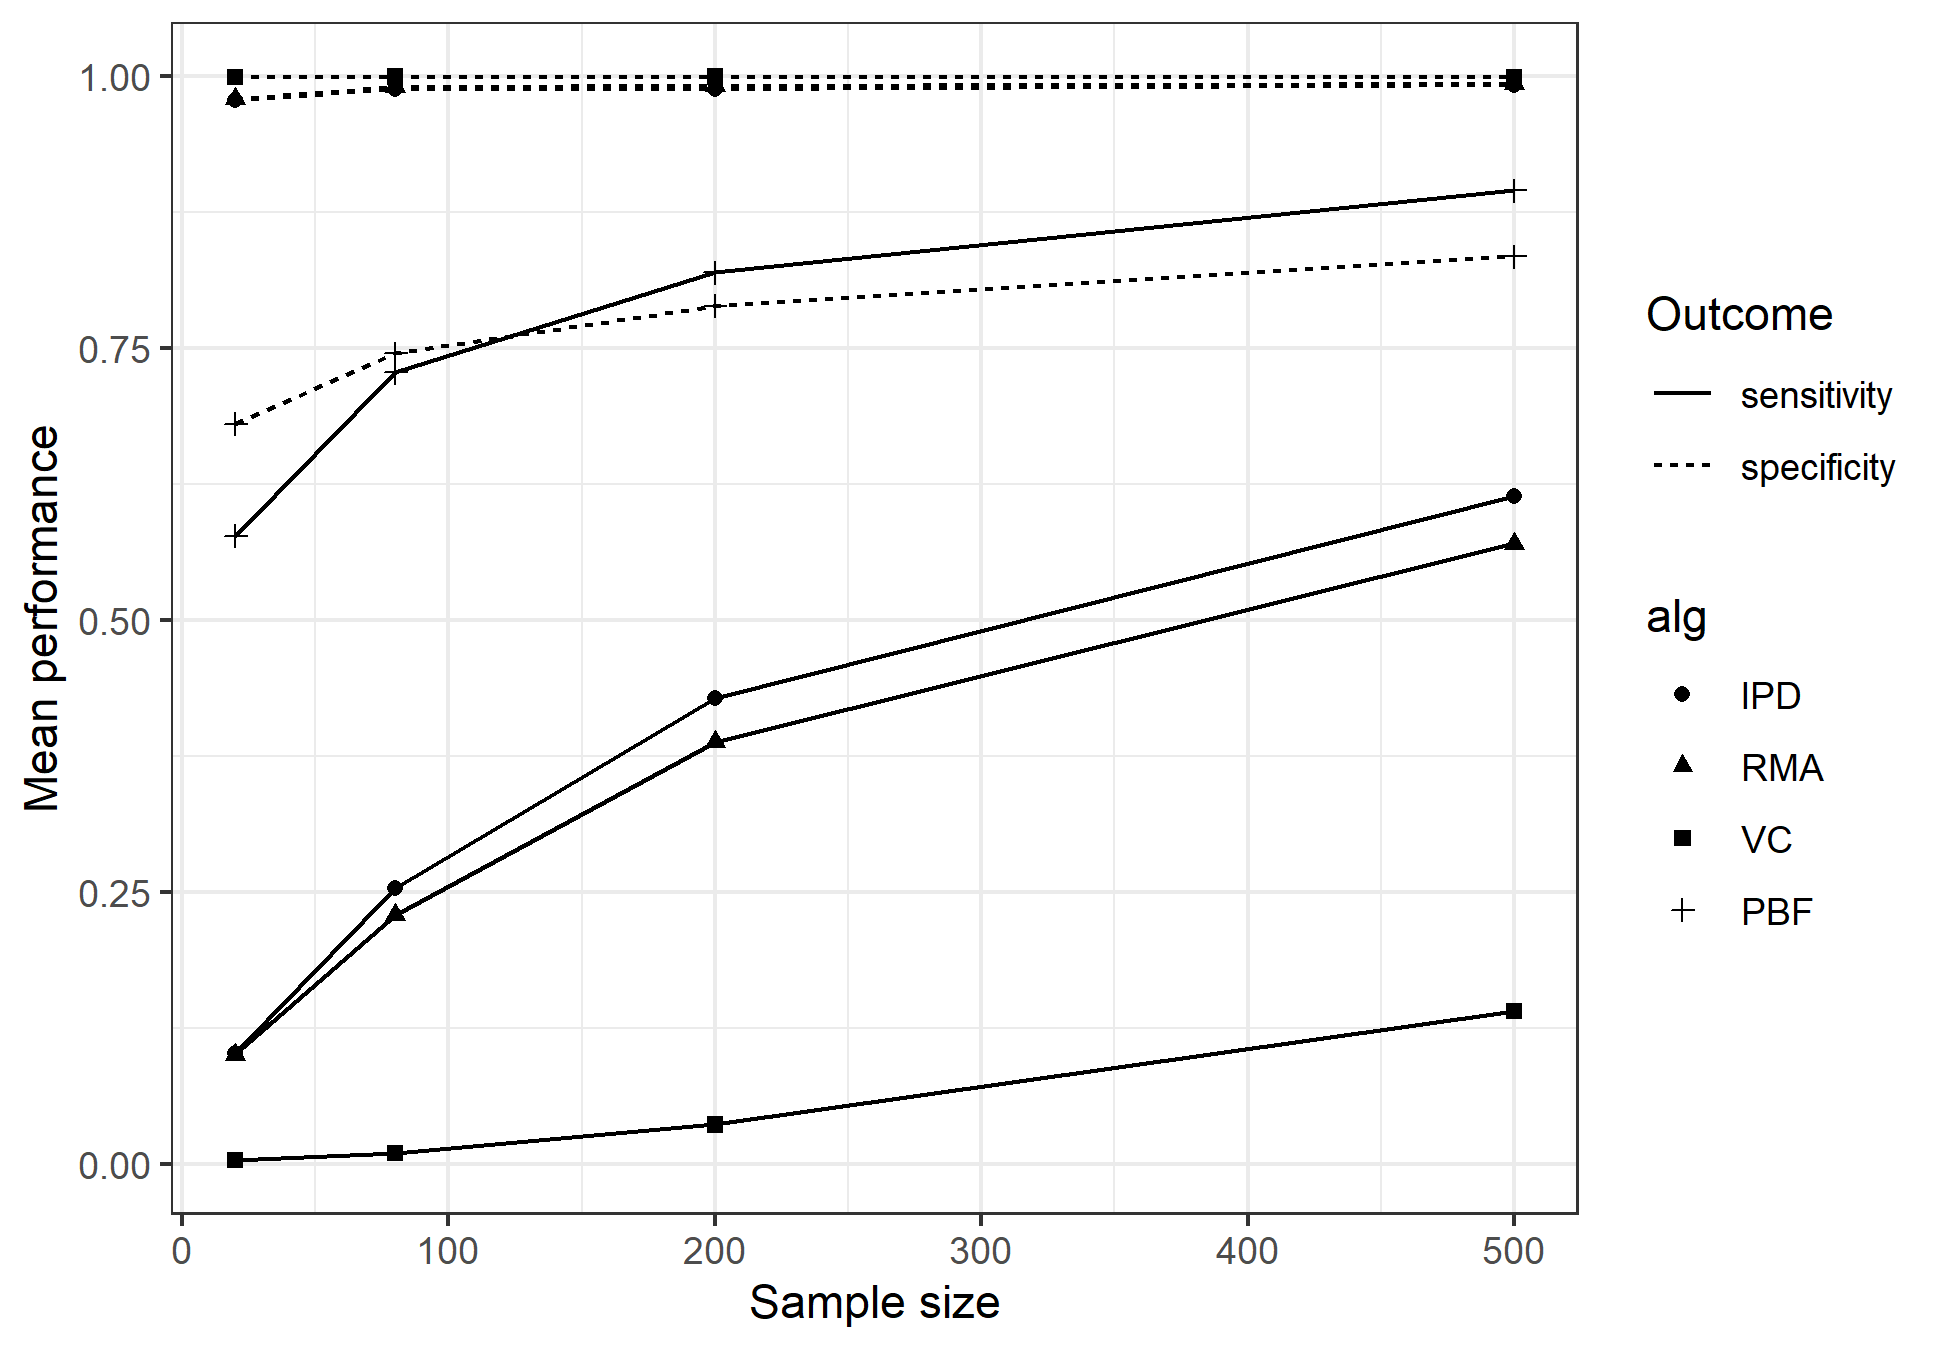 1.00
0.75
0.50
0.25
0.00
Mean performance
0
100
200
300
400
500
Sample size
Outcome
sensitivity
specificity
alg
IPD
RMA
VC
PBF